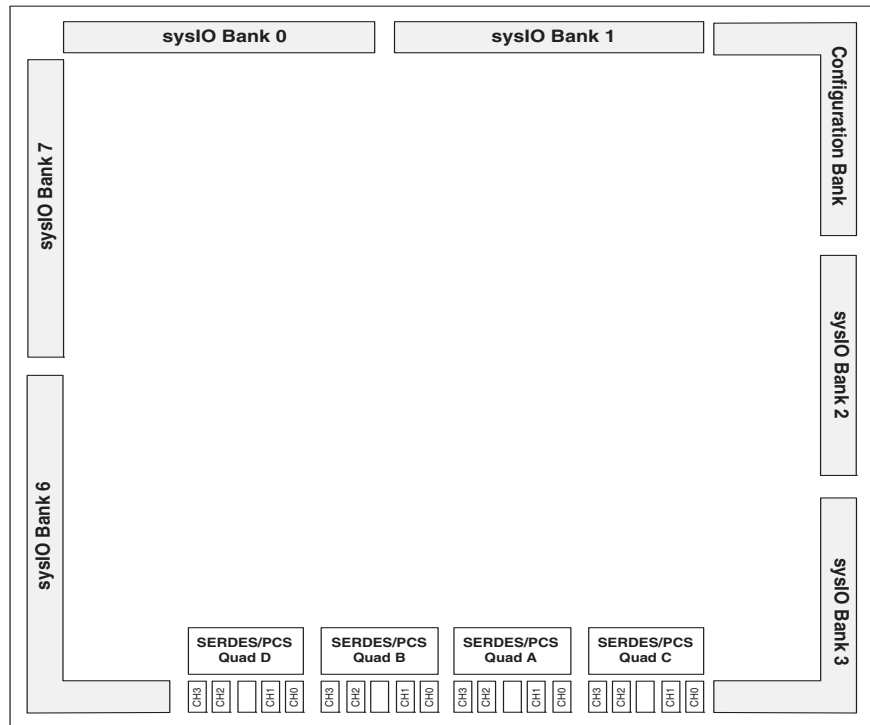 sysIO Bank 0
sysIO Bank 1
Configuration Bank
sysIO Bank 7
sysIO Bank 2
sysIO Bank 6
sysIO Bank 3
SERDES/PCS
Quad D
SERDES/PCS
Quad B
SERDES/PCS
Quad A
SERDES/PCS
Quad C
CH3
CH2
CH1
CH0
CH3
CH2
CH1
CH0
CH3
CH2
CH1
CH0
CH3
CH2
CH1
CH0